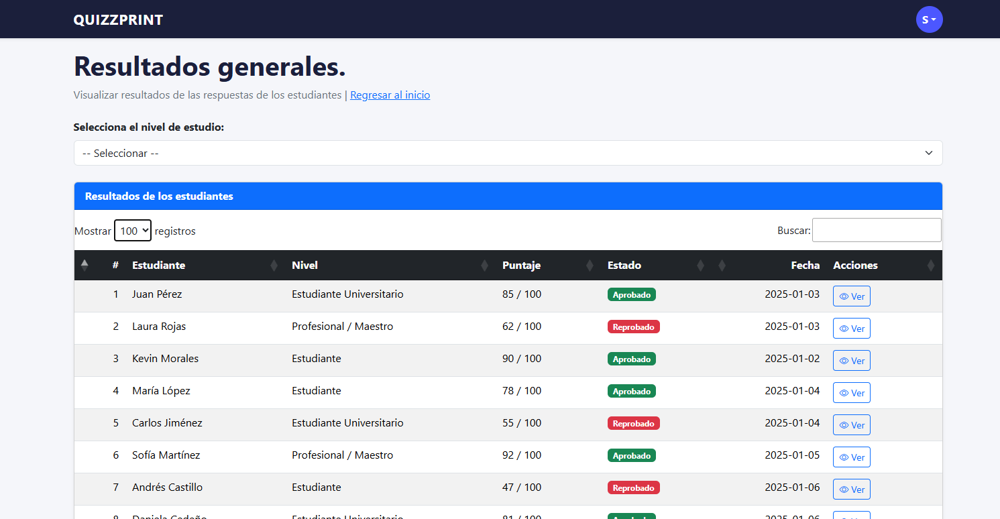 QUIZZPRINT
S
Resultados generales.
Visualizar resultados de las respuestas de los estudiantes | Regresar al inicio
Selecciona el nivel de estudio:
-- Seleccionar --
Resultados de los estudiantes
Mostrar 100 registros Buscar:
# Estudiante Nivel Puntaje Estado Fecha Acciones
1 Juan Pérez Estudiante Universitario 85 / 100 Aprobado 2025-01-03 Ver
2 Laura Rojas Profesional / Maestro 62 / 100 Reprobado 2025-01-03 Ver
3 Kevin Morales Estudiante 90 / 100 Aprobado 2025-01-02 Ver
4 María López Estudiante 78 / 100 Aprobado 2025-01-04 Ver
5 Carlos Jiménez Estudiante Universitario 55 / 100 Reprobado 2025-01-04 Ver
6 Sofía Martínez Profesional / Maestro 92 / 100 Aprobado 2025-01-05 Ver
7 Andrés Castillo Estudiante 47 / 100 Reprobado 2025-01-06 Ver
8 Daniela Cedeño Estudiante Universitario 81 / 100 2025-01-06